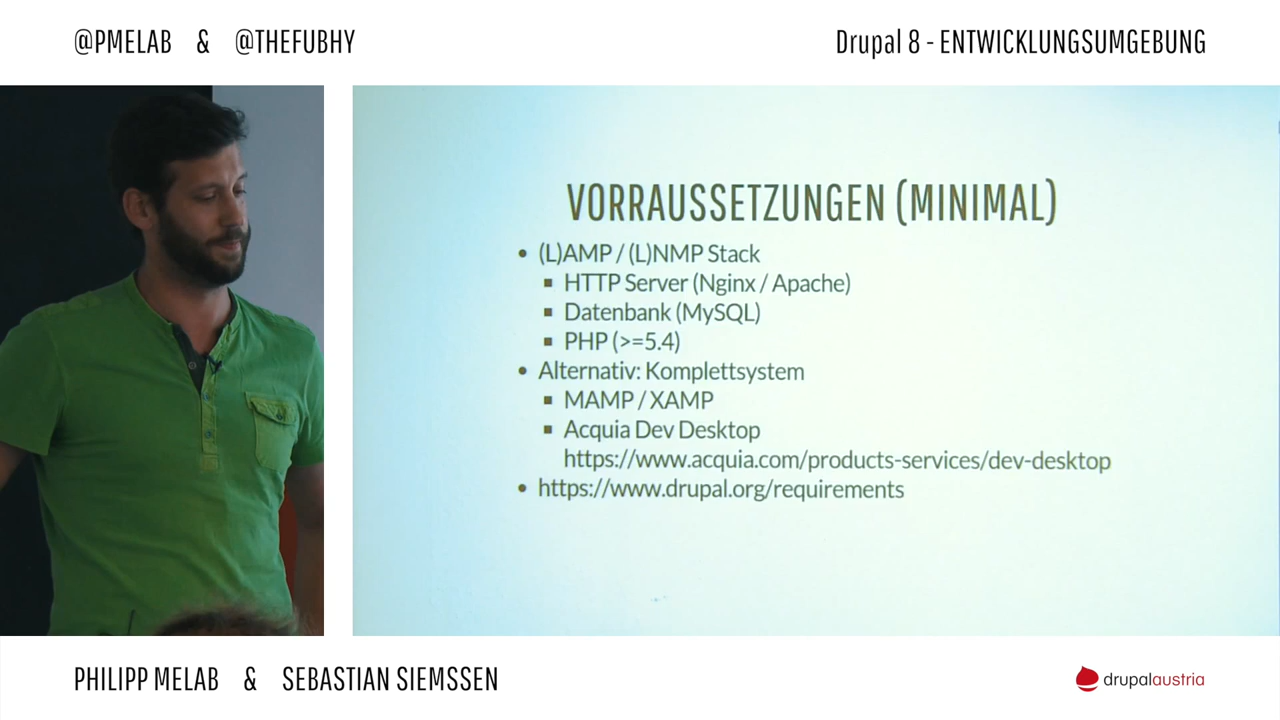 @PMELAB & @THEFUBHY
Drupal 8 - ENTWICKLUNGSUMGEBUNG
VORRAUSSETZUNGEN (MINIMAL)
• (L)AMP / (L)NMP Stack
▪ HTTP Server (Nginx / Apache)
▪ Datenbank (MySQL)
▪ PHP (>=5.4)
• Alternativ: Komplettsystem
▪ MAMP / XAMP
▪ Acquia Dev Desktop
https://www.acquia.com/products-services/dev-desktop
• https://www.drupal.org/requirements
PHILIPP MELAB & SEBASTIAN SIEMSSEN
drupalaustria